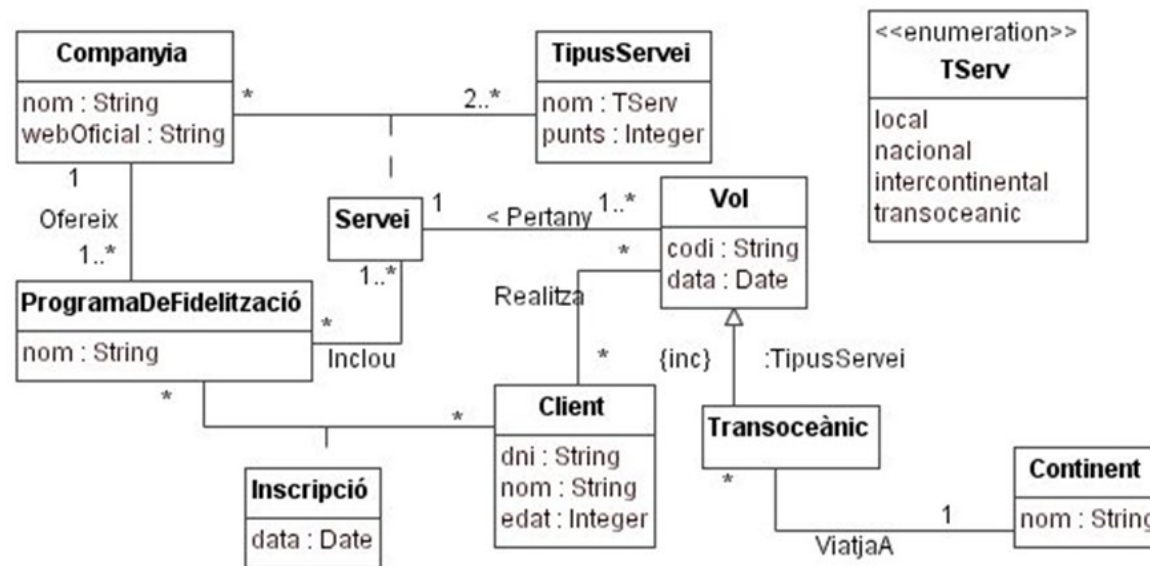 Companyia
nom : String
webOficial : String
*
2..*
TipusServei
nom : TServ
punts : Integer
<<enumeration>>
TServ
local
nacional
intercontinental
transoceanic
1
Ofereix
1..*
Servei
1
< Pertany
1..*
Vol
codi : String
data : Date
1..*
*
Realitza
*
ProgramaDeFidelització
nom : String
*
Inclou
*
*
{inc}
:TipusServei
Client
dni : String
nom : String
edat : Integer
Transoceànic
*
Inscripció
data : Date
1
ViatjaA
Continent
nom : String